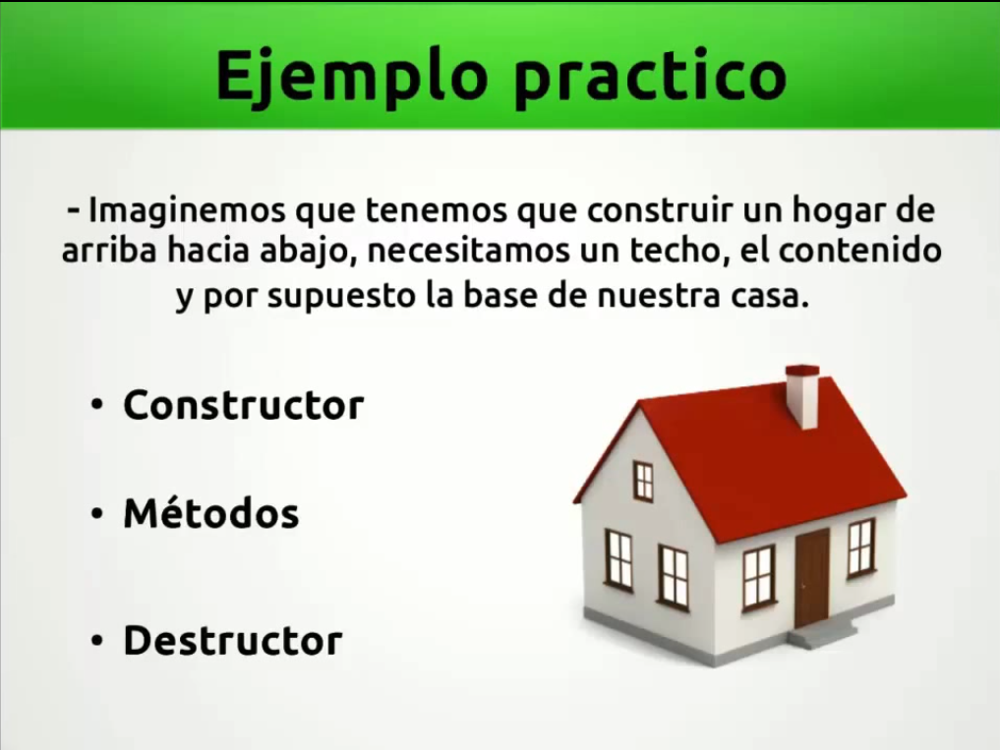 Ejemplo practico
- Imaginemos que tenemos que construir un hogar de
arriba hacia abajo, necesitamos un techo, el contenido
y por supuesto la base de nuestra casa.
• Constructor
• Métodos
• Destructor